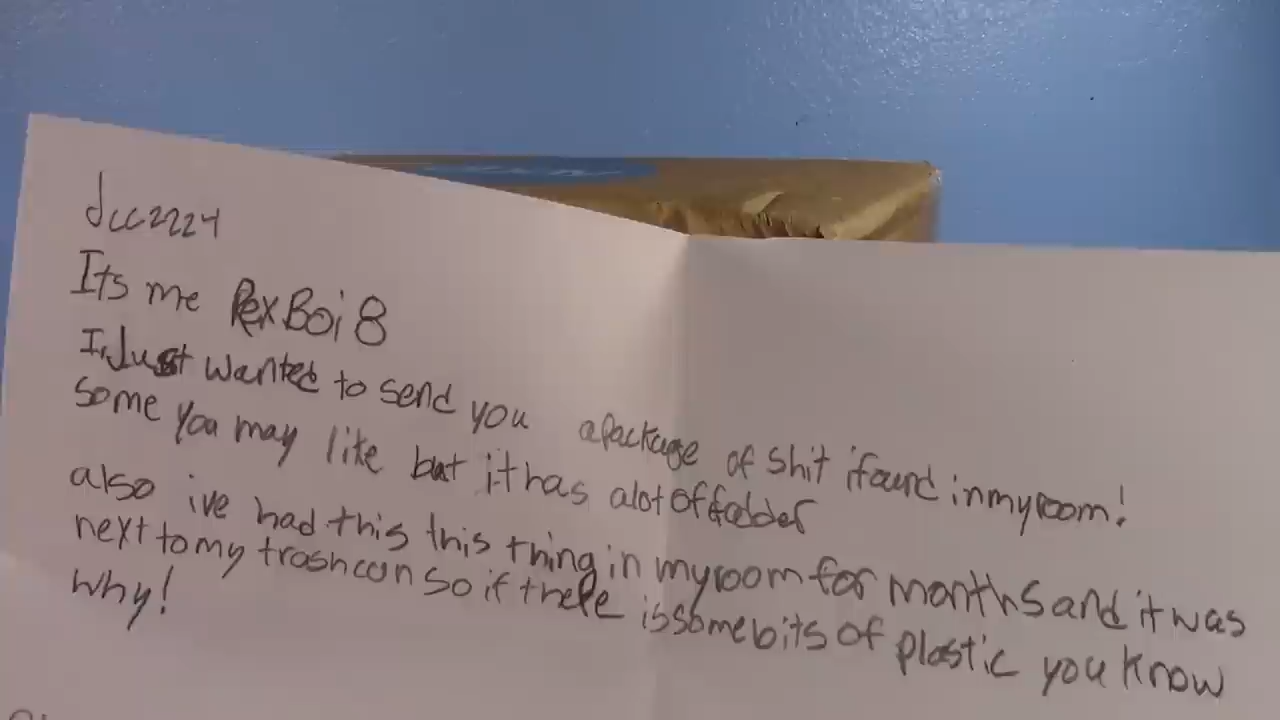 dcc2224
Its me RexBoi8
I Just wanted to send you a package of shit ifound in my room!
some you may like but it has alot of fodder
also ive had this this thing in my room for months and it was
next to my trashcan so if there is some bits of plastic you know
why!